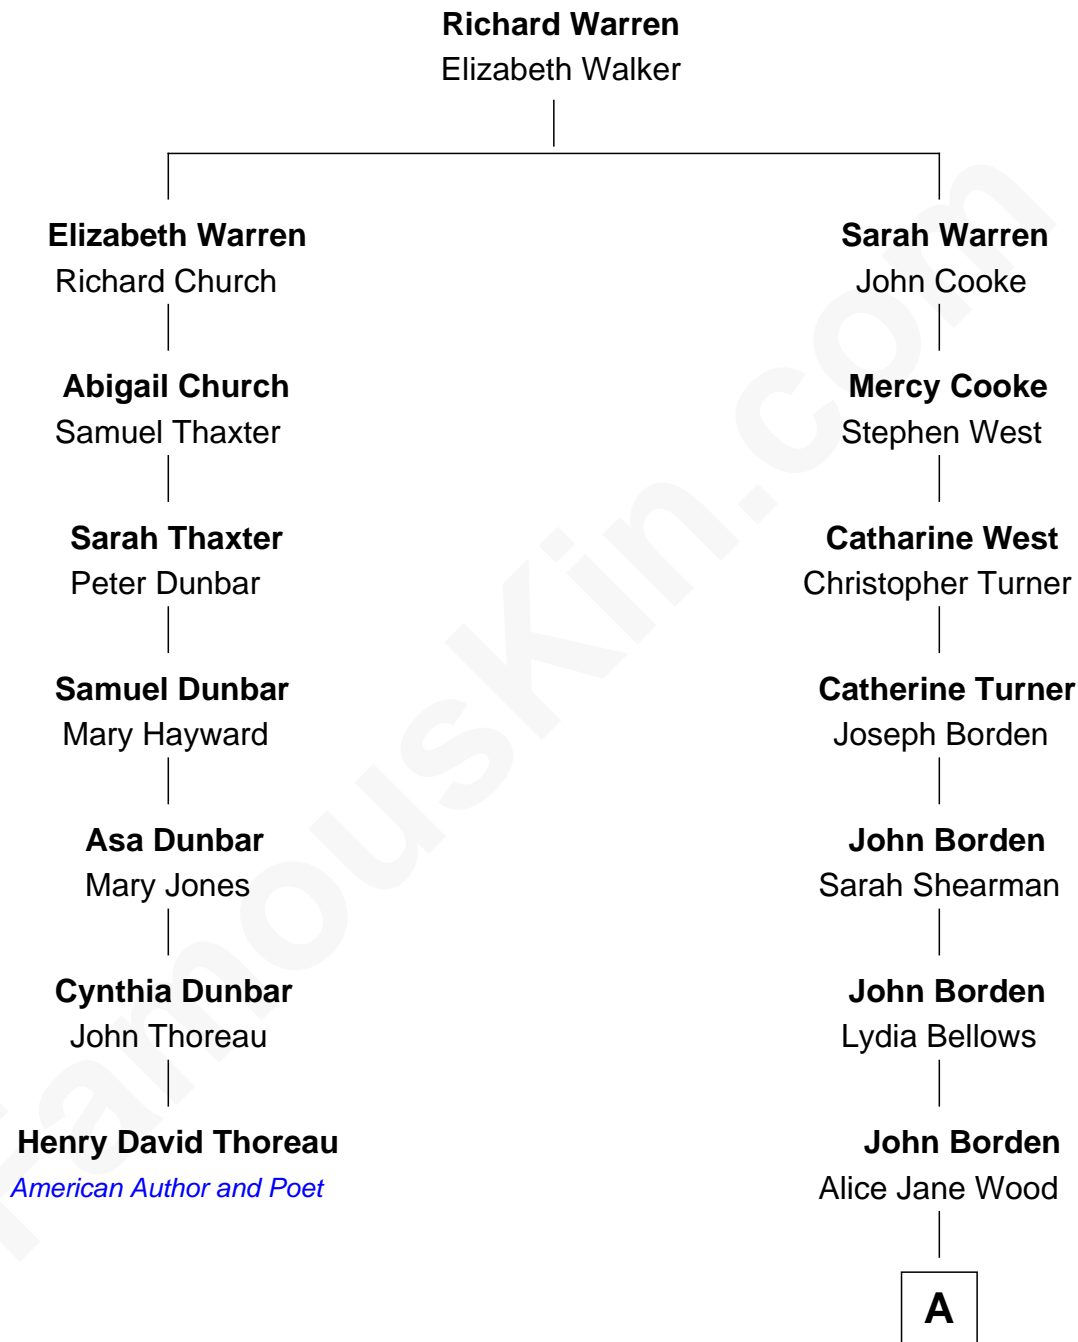 Richard Warren
Elizabeth Walker
Elizabeth Warren
Richard Church
Abigail Church
Samuel Thaxter
Sarah Thaxter
Peter Dunbar
Samuel Dunbar
Mary Hayward
Asa Dunbar
Mary Jones
Cynthia Dunbar
John Thoreau
Henry David Thoreau
American Author and Poet
Sarah Warren
John Cooke
Mercy Cooke
Stephen West
Catharine West
Christopher Turner
Catherine Turner
Joseph Borden
John Borden
Sarah Shearman
John Borden
Lydia Bellows
John Borden
Alice Jane Wood
A
FamousKin.com